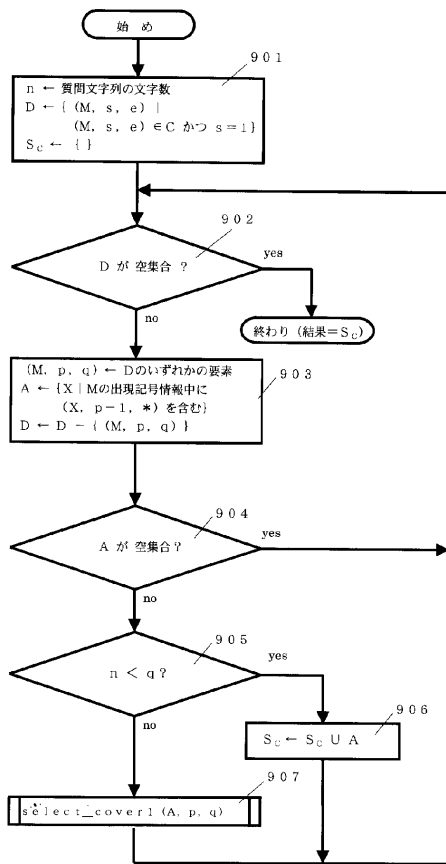 始 め
901
n ← 質問文字列の文字数
D ← { (M, s, e) |
(M, s, e) ∈ C かつ s = 1}
S_C ← { }
902
D が 空集合 ?
yes
no
終わり (結果=S_C)
(M, p, q) ← Dのいずれかの要素
A ← {X | Mの出現記号情報中に
(X, p-1, *) を含む}
D ← D - { (M, p, q) }
903
904
A が 空集合?
yes
no
905
n < q?
yes
no
906
S_C ← S_C ∪ A
907
select_cover1 (A, p, q)